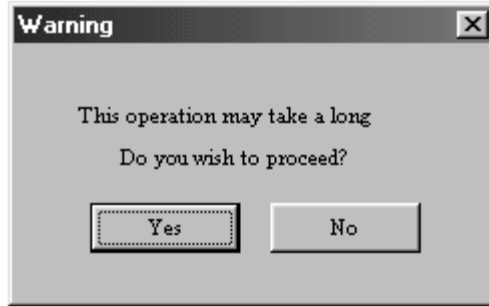 Warning
This operation may take a long
Do you wish to proceed?
Yes No